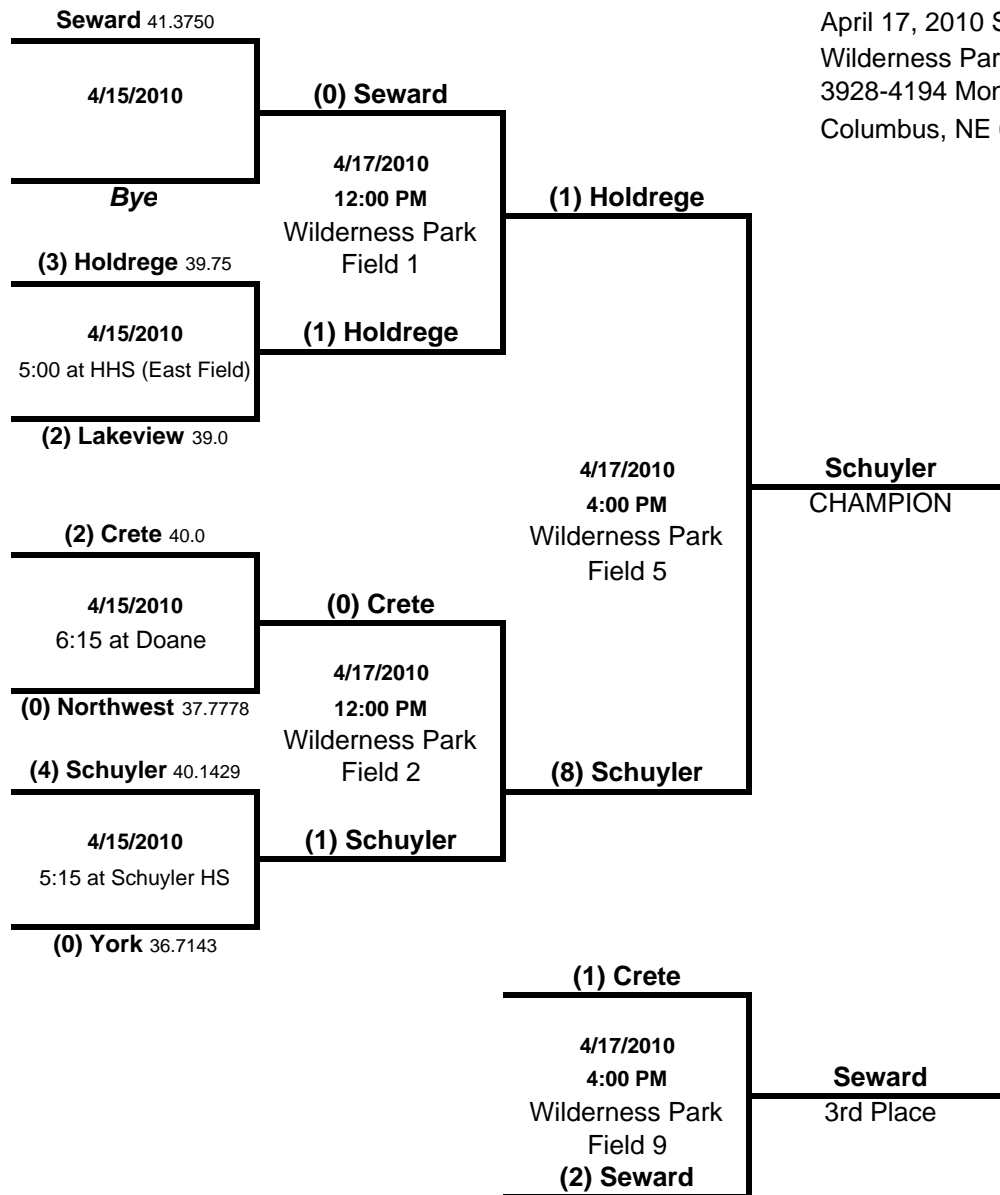 Seward 41.3750
April 17, 2010
Wilderness
3928-4194
Columbus, NE
4/15/2010
(0) Seward
Bye
4/17/2010
12:00 PM
Wilderness Park
Field 1
(1) Holdrege
(3) Holdrege 39.75
4/15/2010
5:00 at HHS (East Field)
(1) Holdrege
(2) Lakeview 39.0
4/17/2010
4:00 PM
Wilderness Park
Field 5
Schuyler
CHAMPION
(2) Crete 40.0
4/15/2010
6:15 at Doane
(0) Crete
(0) Northwest 37.7778
4/17/2010
12:00 PM
Wilderness Park
Field 2
(8) Schuyler
(4) Schuyler 40.1429
4/15/2010
5:15 at Schuyler HS
(1) Schuyler
(0) York 36.7143
(1) Crete
4/17/2010
4:00 PM
Wilderness Park
Field 9
(2) Seward
Seward
3rd Place